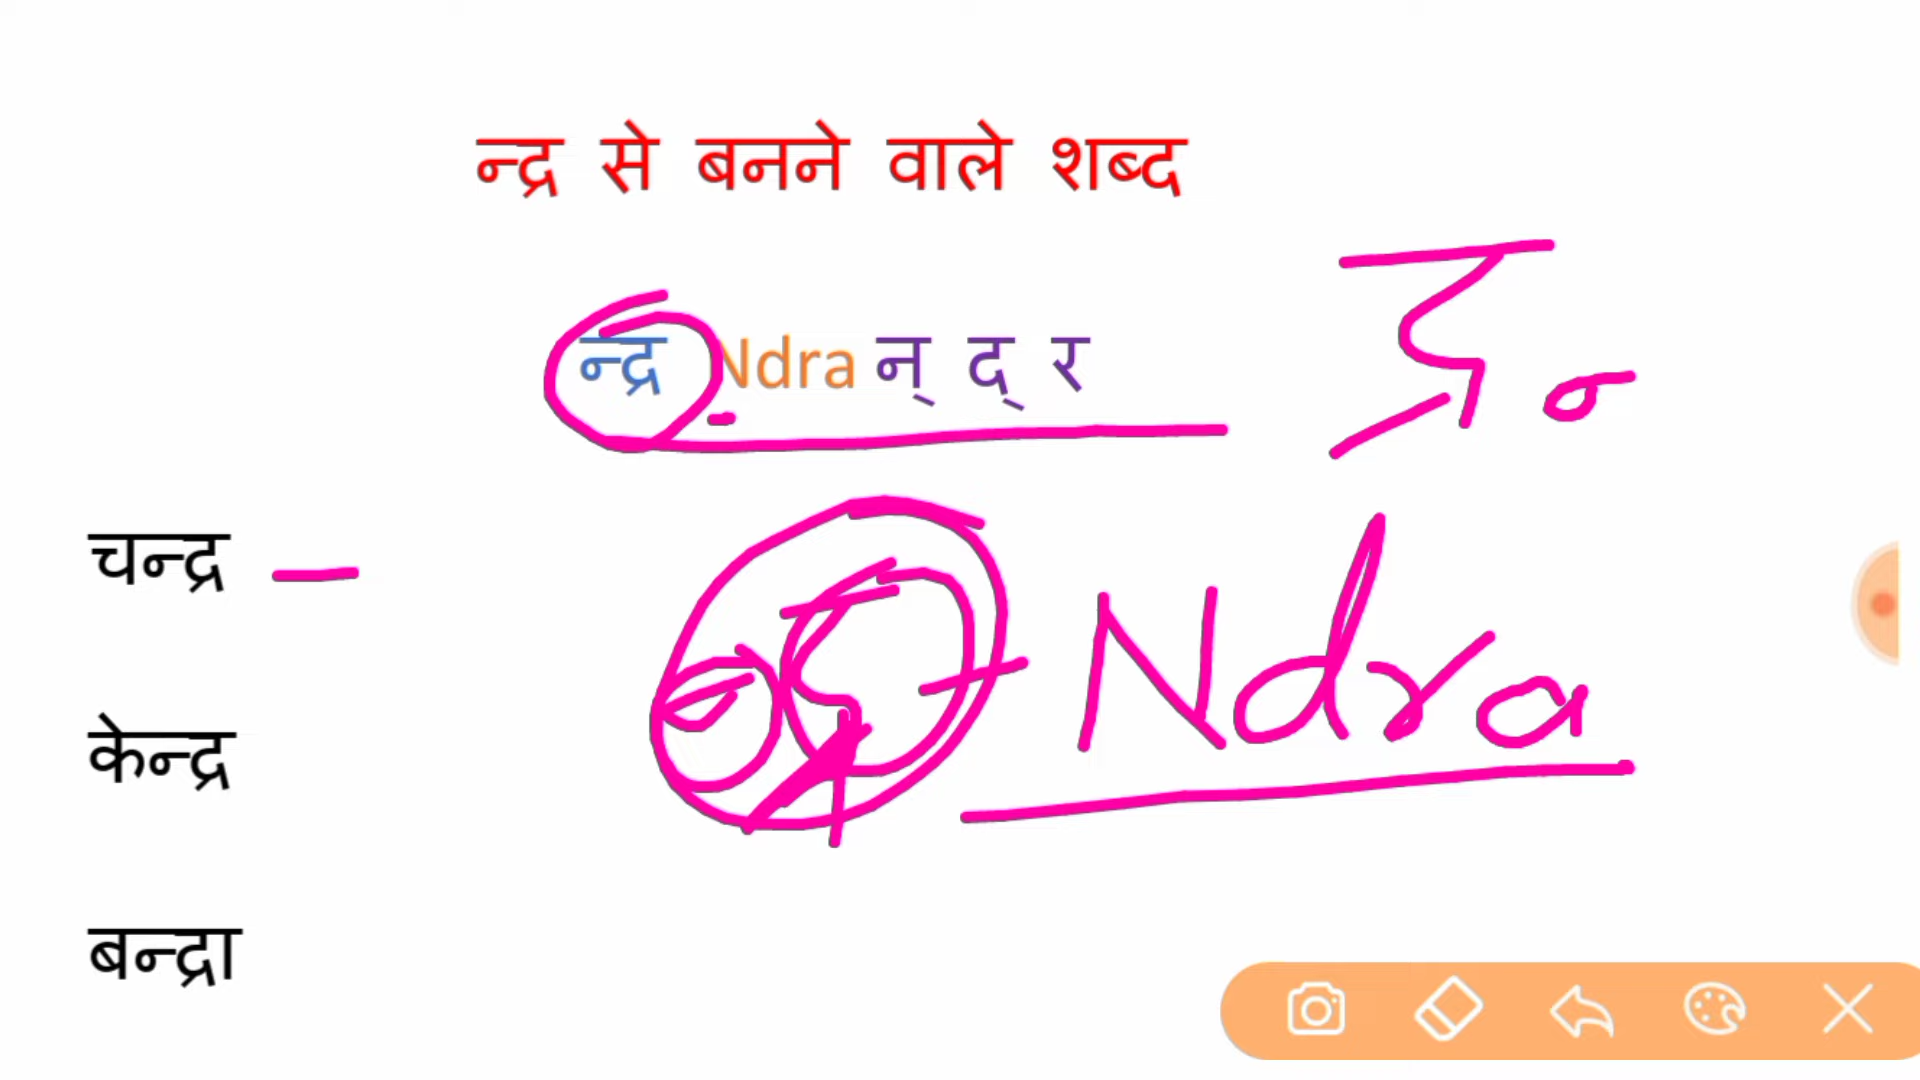 न्द्र से बनने वाले शब्द
न्द्र Ndra न् द् र
चन्द्र
Ndra
केन्द्र
बन्द्रा